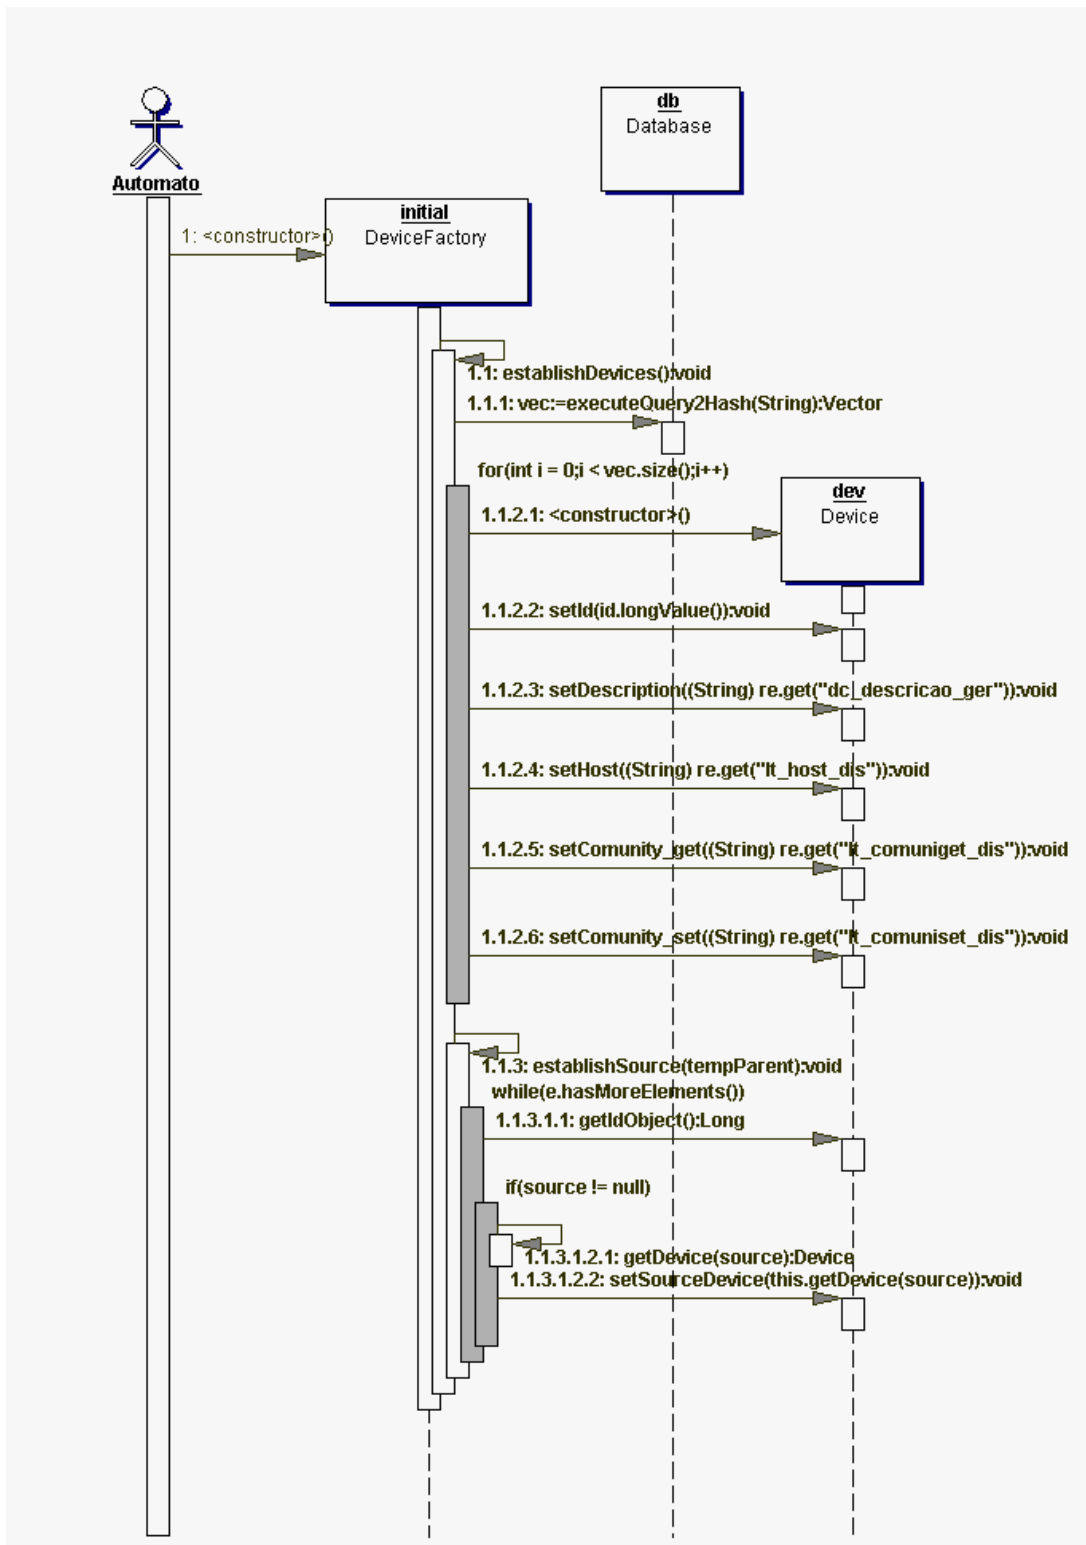 db
Database
Automato
initial
DeviceFactory
1: <constructor>()
1.1: establishDevices():void
1.1.1: vec:=executeQuery2Hash(String):Vector
for(int i = 0;i < vec.size();i++)
dev
Device
1.1.2.1: <constructor>()
1.1.2.2: setId(id.longValue()):void
1.1.2.3: setDescription((String) re.get("dc_descricao_ger")):void
1.1.2.4: setHost((String) re.get("lt_host_dis")):void
1.1.2.5: setComunity_get((String) re.get("lt_comuniget_dis")):void
1.1.2.6: setComunity_set((String) re.get("lt_comuniset_dis")):void
1.1.3: establishSource(tempParent):void
while(e.hasMoreElements())
1.1.3.1.1: getIdObject():Long
if(source != null)
1.1.3.1.2.1: getDevice(source):Device
1.1.3.1.2.2: setSourceDevice(this.getDevice(source)):void